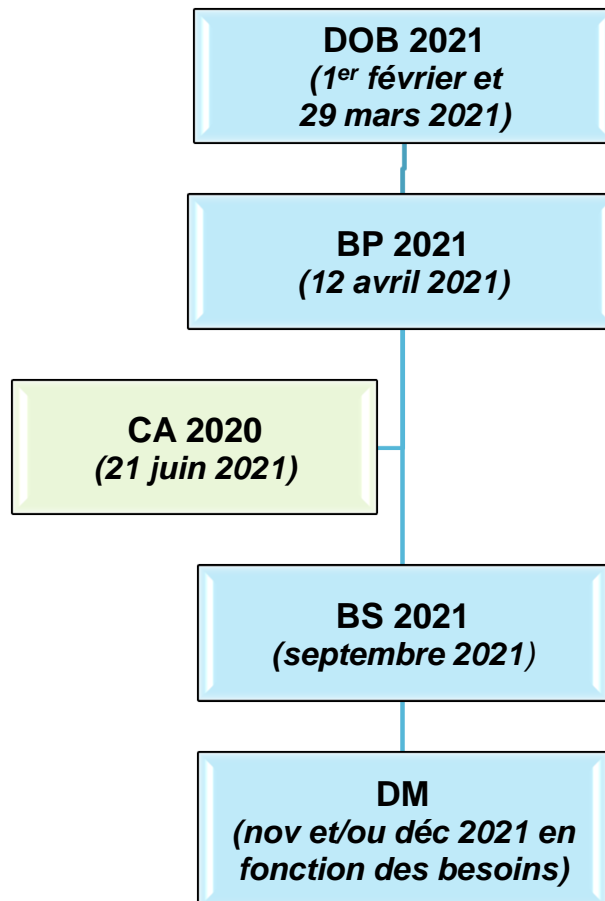 DOB 2021
(1er février et
29 mars 2021)
BP 2021
(12 avril 2021)
CA 2020
(21 juin 2021)
BS 2021
(septembre 2021)
DM
(nov et/ou déc 2021 en
fonction des besoins)